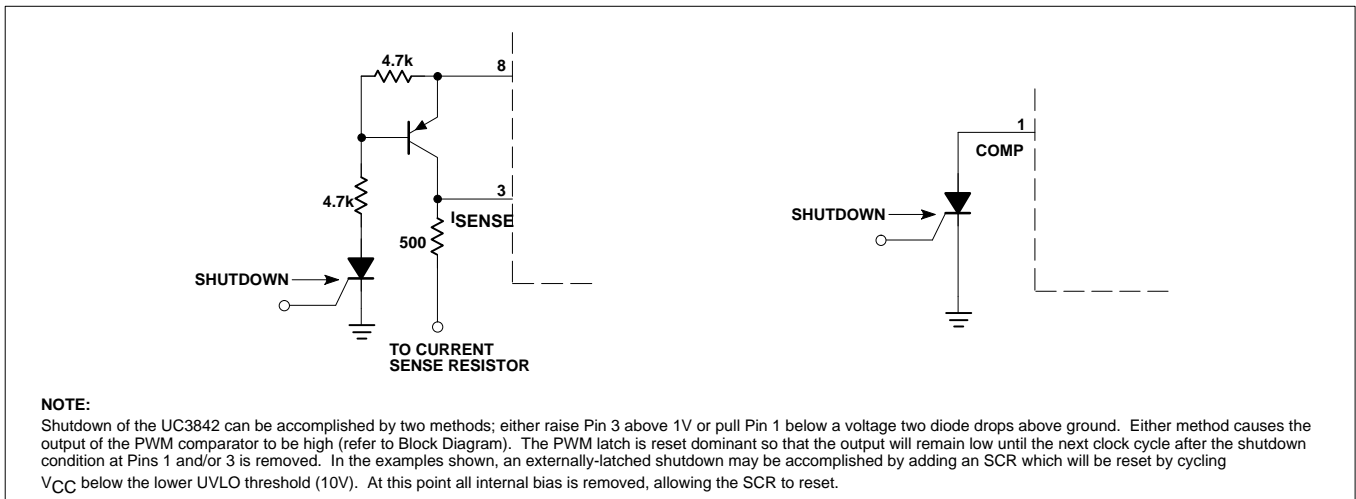 4.7k
8
1
COMP
3
4.7k
ISENSE
SHUTDOWN
500
SHUTDOWN
TO CURRENT
SENSE RESISTOR
NOTE:
Shutdown of the UC3842 can be accomplished by two methods; either raise Pin 3 above 1V or pull Pin 1 below a voltage two diode drops above ground. Either method causes the
output of the PWM comparator to be high (refer to Block Diagram). The PWM latch is reset dominant so that the output will remain low until the next clock cycle after the shutdown
condition at Pins 1 and/or 3 is removed. In the examples shown, an externally-latched shutdown may be accomplished by adding an SCR which will be reset by cycling
VCC below the lower UVLO threshold (10V). At this point all internal bias is removed, allowing the SCR to reset.